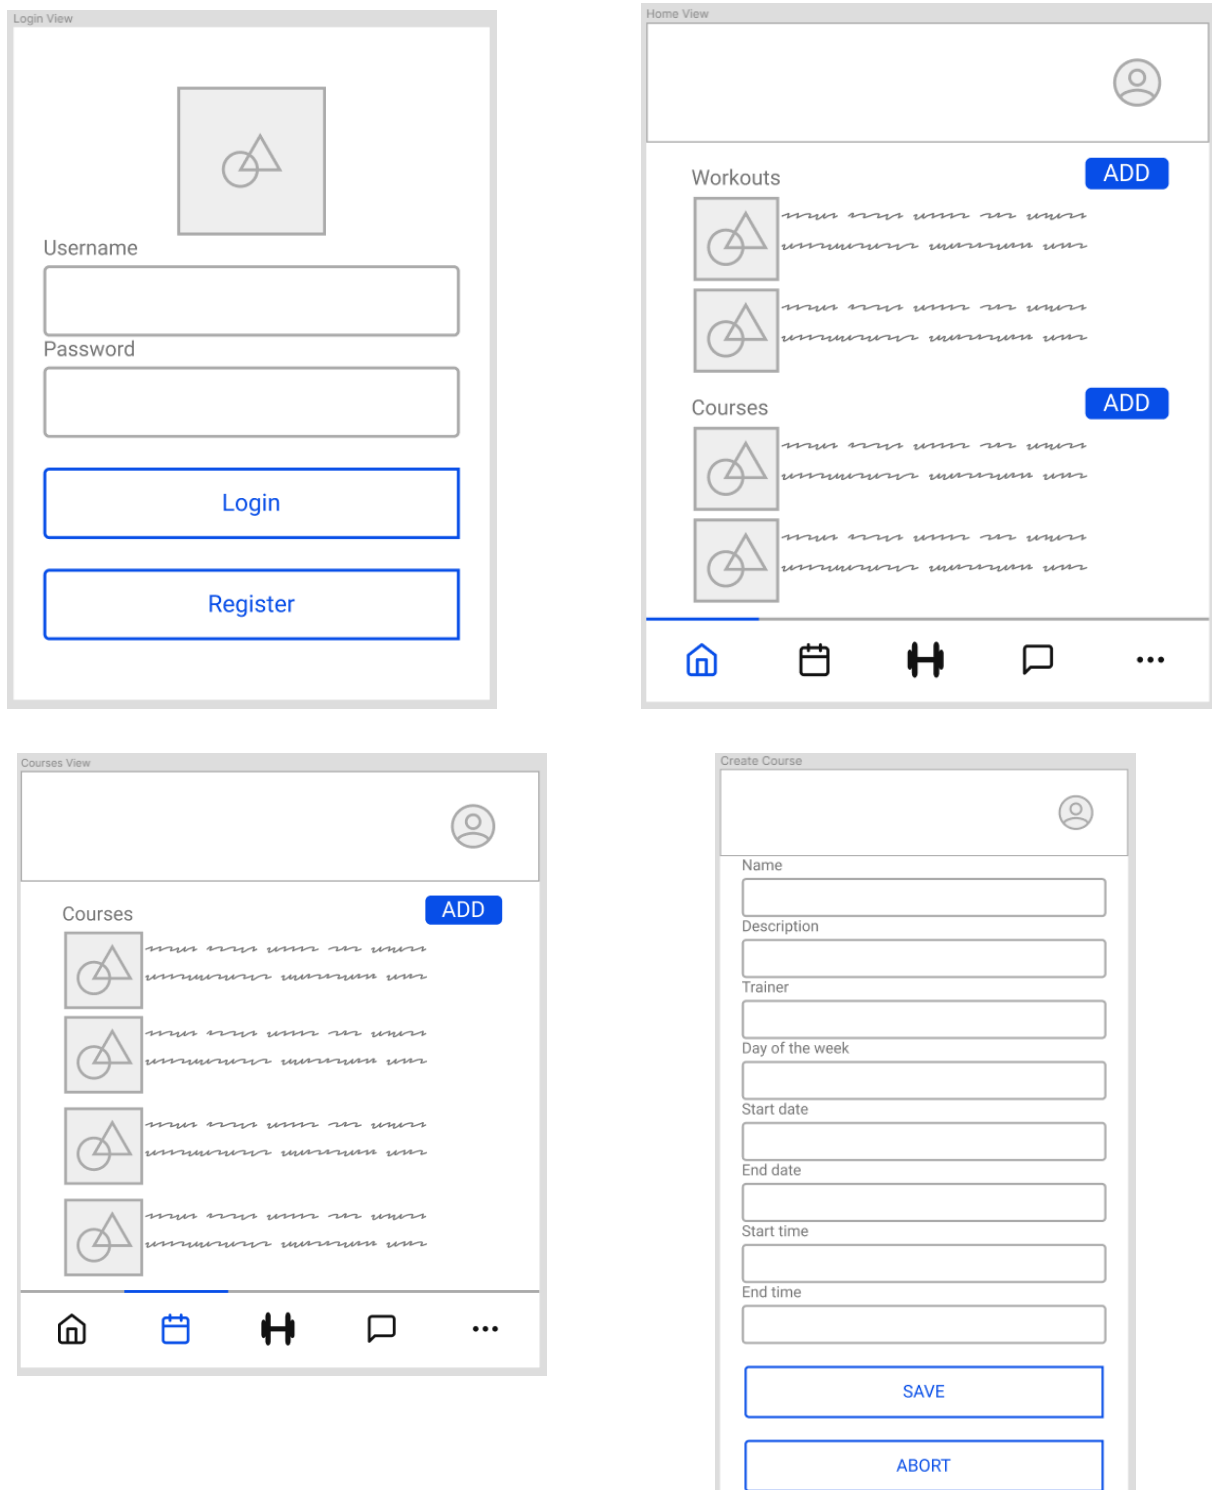 Login View
Username
Password
Login
Register
Home View
Workouts
ADD
Courses
ADD
Courses View
Courses
ADD
Create Course
Name
Description
Trainer
Day of the week
Start date
End date
Start time
End time
SAVE
ABORT